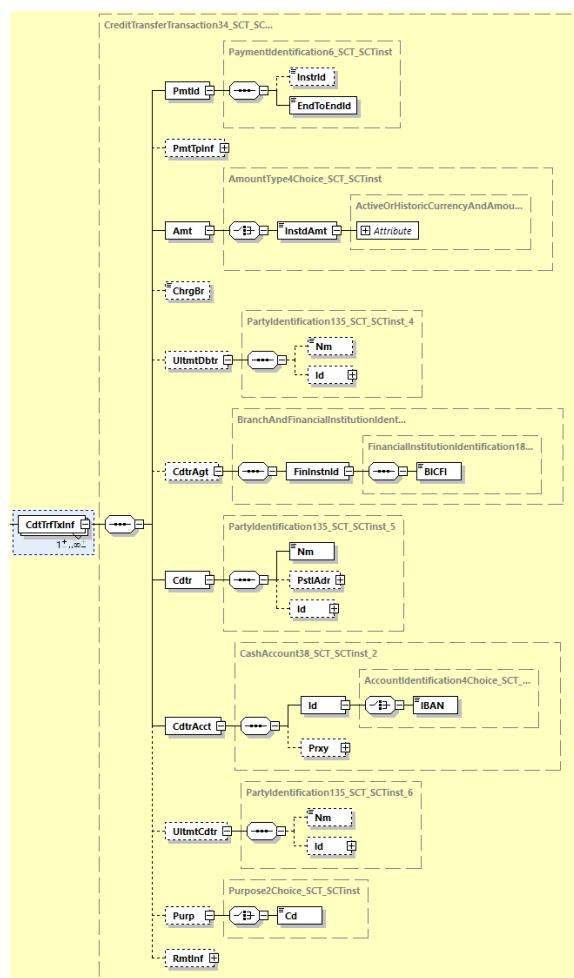 CreditTransferTransaction34_SCT_SC...
PaymentIdentification6_SCT_SCTinst
PmtId
InstrId
EndToEndId
PmtTpInf
AmountType4Choice_SCT_SCTinst
ActiveOrHistoricCurrencyAndAmou...
Amt
InstdAmt
Attribute
ChrgBr
PartyIdentification135_SCT_SCTinst_4
Nm
UltmtDbtr
Id
BranchAndFinancialInstitutionIdent...
FinancialInstitutionIdentification18...
CdtrAgt
FinInstnId
BICFI
CdtTrfTxInf
1+..∞
PartyIdentification135_SCT_SCTinst_5
Nm
Cdtr
PstlAdr
Id
CashAccount38_SCT_SCTinst_2
AccountIdentification4Choice_SCT_...
Id
IBAN
CdtrAcct
Prxy
PartyIdentification135_SCT_SCTinst_6
Nm
UltmtCdtr
Id
Purpose2Choice_SCT_SCTinst
Purp
Cd
RmtInf